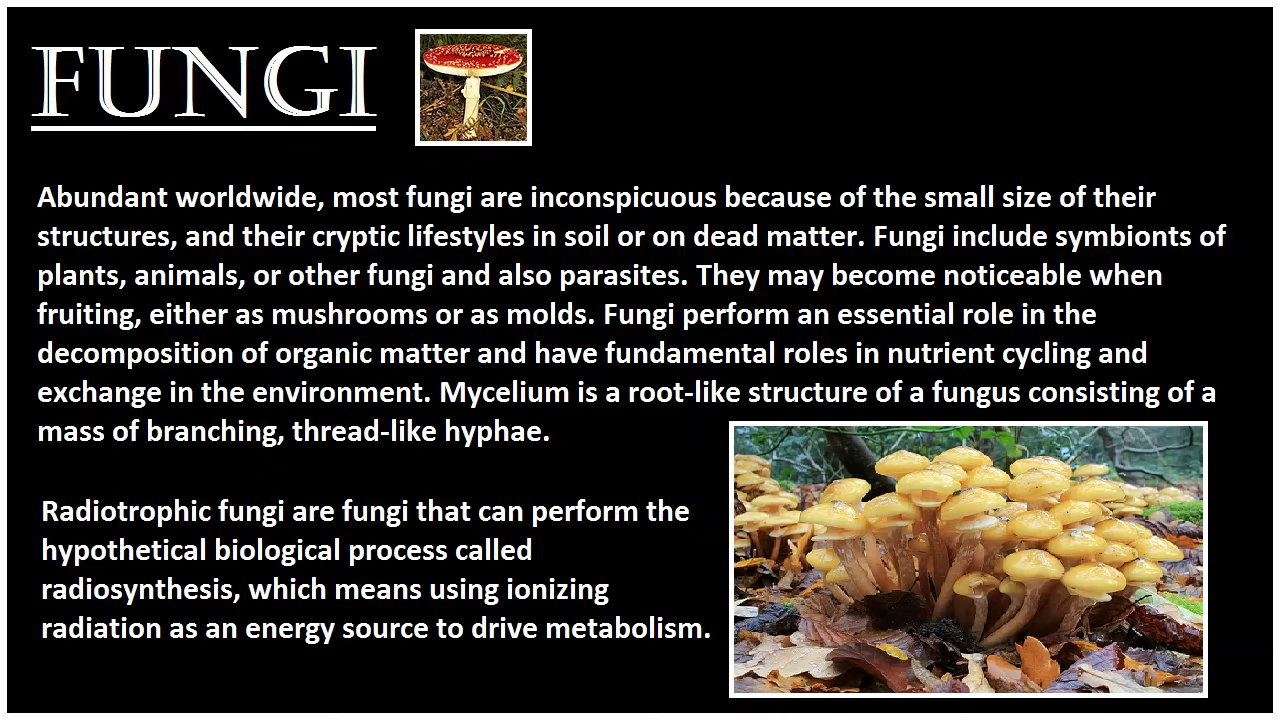 FUNGI
Abundant worldwide, most fungi are inconspicuous because of the small size of their
structures, and their cryptic lifestyles in soil or on dead matter. Fungi include symbionts of
plants, animals, or other fungi and also parasites. They may become noticeable when
fruiting, either as mushrooms or as molds. Fungi perform an essential role in the
decomposition of organic matter and have fundamental roles in nutrient cycling and
exchange in the environment. Mycelium is a root-like structure of a fungus consisting of a
mass of branching, thread-like hyphae.
Radiotrophic fungi are fungi that can perform the
hypothetical biological process called
radiosynthesis, which means using ionizing
radiation as an energy source to drive metabolism.